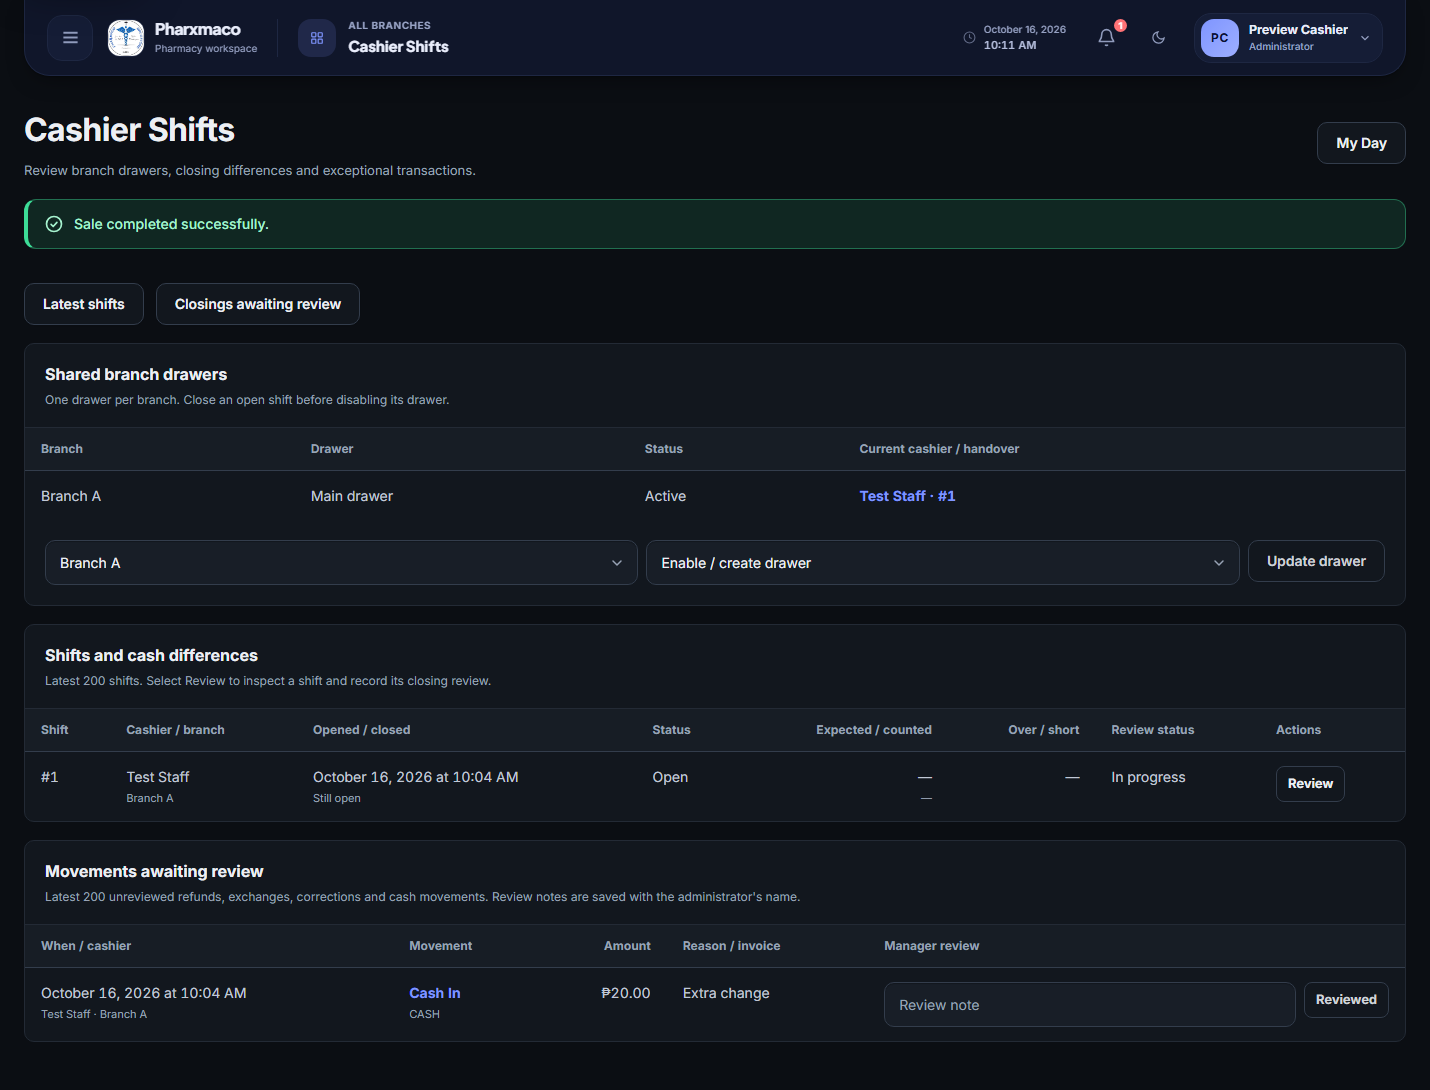 Pharxmaco
Pharmacy workspace
ALL BRANCHES
Cashier Shifts
October 16, 2026
10:11 AM
1
PC
Preview Cashier
Administrator
Cashier Shifts
Review branch drawers, closing differences and exceptional transactions.
My Day
Sale completed successfully.
Latest shifts
Closings awaiting review
Shared branch drawers
One drawer per branch. Close an open shift before disabling its drawer.
Branch Drawer Status Current cashier / handover
Branch A Main drawer Active Test Staff · #1
Branch A Enable / create drawer Update drawer
Shifts and cash differences
Latest 200 shifts. Select Review to inspect a shift and record its closing review.
Shift Cashier / branch Opened / closed Status Expected / counted Over / short Review status Actions
#1 Test Staff October 16, 2026 at 10:04 AM Open — — In progress Review
Branch A Still open —
Movements awaiting review
Latest 200 unreviewed refunds, exchanges, corrections and cash movements. Review notes are saved with the administrator's name.
When / cashier Movement Amount Reason / invoice Manager review
October 16, 2026 at 10:04 AM Cash In ₱20.00 Extra change Review note Reviewed
Test Staff · Branch A CASH